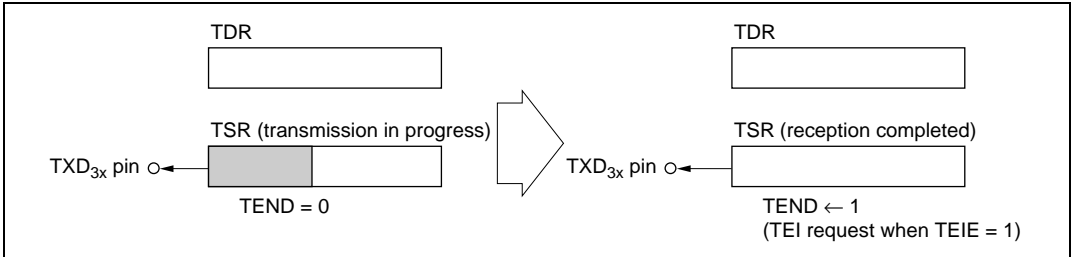 TDR
TSR (transmission in progress)
TXD3x pin
TEND = 0
TDR
TSR (reception completed)
TXD3x pin
TEND ← 1
(TEI request when TEIE = 1)